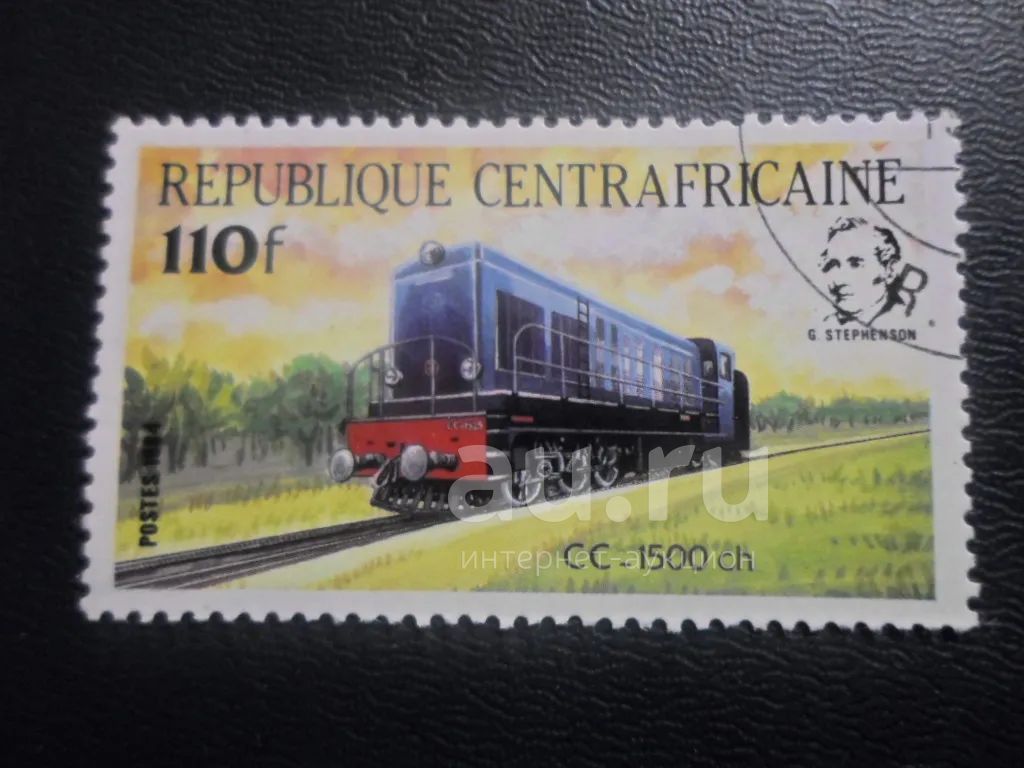 REPUBLIQUE CENTRAFRICAINE
110f
G. STEPHENSON
POSTES 1984
CC-1500 ch
au.ru
интернет-аукцион